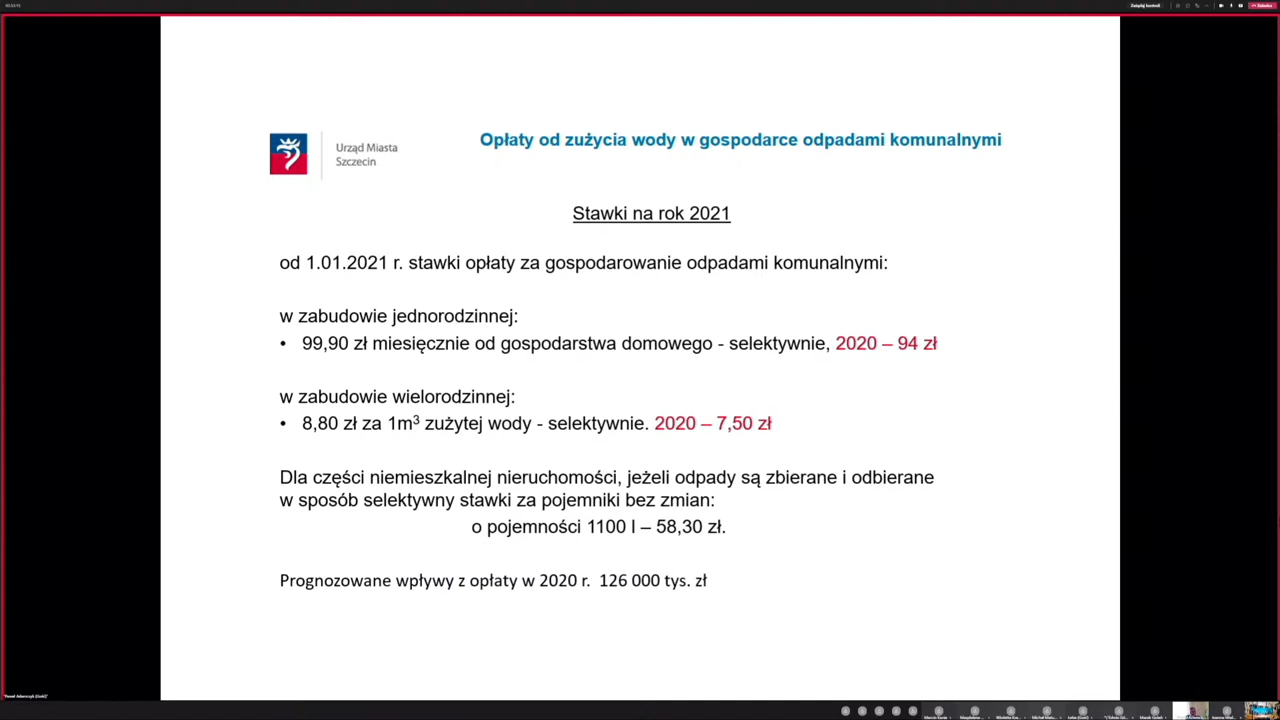 Urząd Miasta
Szczecin
Opłaty od zużycia wody w gospodarce odpadami komunalnymi
Stawki na rok 2021
od 1.01.2021 r. stawki opłaty za gospodarowanie odpadami komunalnymi:
w zabudowie jednorodzinnej:
• 99,90 zł miesięcznie od gospodarstwa domowego - selektywnie, 2020 – 94 zł
w zabudowie wielorodzinnej:
• 8,80 zł za 1m³ zużytej wody - selektywnie. 2020 – 7,50 zł
Dla części niemieszkalnej nieruchomości, jeżeli odpady są zbierane i odbierane
w sposób selektywny stawki za pojemniki bez zmian:
o pojemności 1100 l – 58,30 zł.
Prognozowane wpływy z opłaty w 2020 r. 126 000 tys. zł